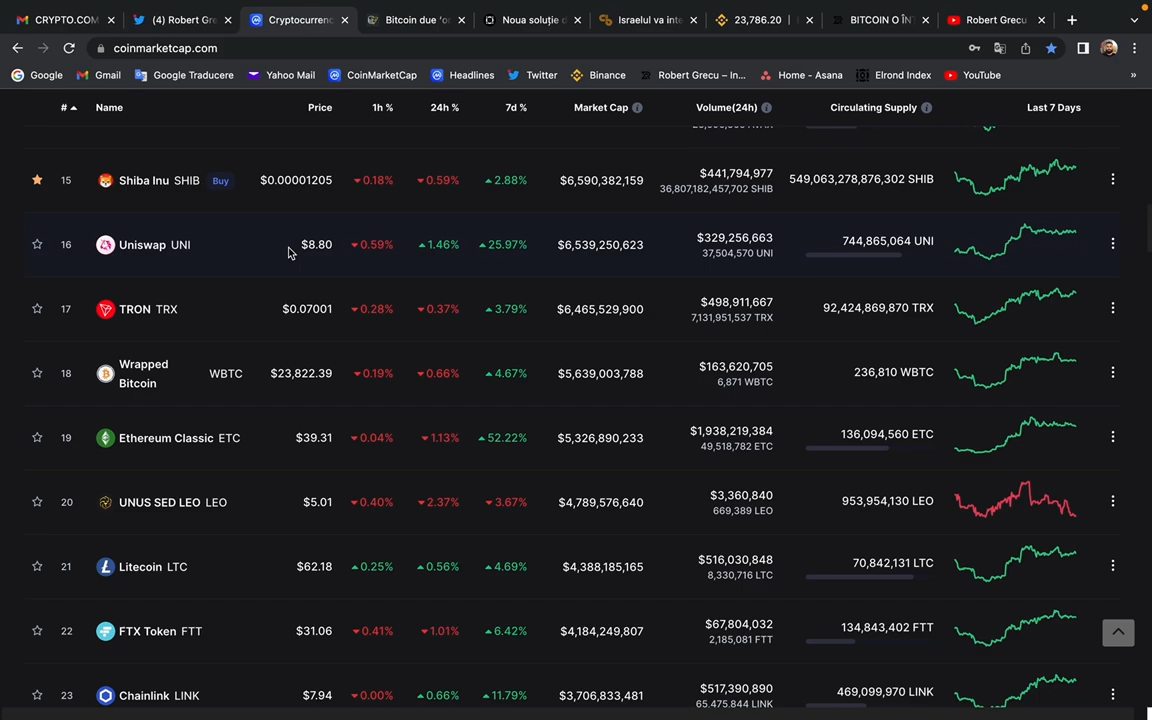 CRYPTO.COM
(4) Robert Gre
Cryptocurrenc
Bitcoin due 'or
Noua soluție d
Israelul va inte
23,786.20 |
BITCOIN O ÎN
Robert Grecu
coinmarketcap.com
Google
Gmail
Google Traducere
Yahoo Mail
CoinMarketCap
Headlines
Twitter
Binance
Robert Grecu – In...
Home - Asana
Elrond Index
YouTube
»
# Name Price 1h % 24h % 7d % Market Cap Volume(24h) Circulating Supply Last 7 Days
15 Shiba Inu SHIB Buy $0.00001205 0.18% 0.59% 2.88% $6,590,382,159 $441,794,977 549,063,278,876,302 SHIB
36,807,182,457,702 SHIB
16 Uniswap UNI $8.80 0.59% 1.46% 25.97% $6,539,250,623 $329,256,663 744,865,064 UNI
37,504,570 UNI
17 TRON TRX $0.07001 0.28% 0.37% 3.79% $6,465,529,900 $498,911,667 92,424,869,870 TRX
7,131,951,537 TRX
18 Wrapped Bitcoin WBTC $23,822.39 0.19% 0.66% 4.67% $5,639,003,788 $163,620,705 236,810 WBTC
6,871 WBTC
19 Ethereum Classic ETC $39.31 0.04% 1.13% 52.22% $5,326,890,233 $1,938,219,384 136,094,560 ETC
49,518,782 ETC
20 UNUS SED LEO LEO $5.01 0.40% 2.37% 3.67% $4,789,576,640 $3,360,840 953,954,130 LEO
669,389 LEO
21 Litecoin LTC $62.18 0.25% 0.56% 4.69% $4,388,185,165 $516,030,848 70,842,131 LTC
8,330,716 LTC
22 FTX Token FTT $31.06 0.41% 1.01% 6.42% $4,184,249,807 $67,804,032 134,843,402 FTT
2,185,081 FTT
23 Chainlink LINK $7.94 0.00% 0.66% 11.79% $3,706,833,481 $517,390,890 469,099,970 LINK
65,475,844 LINK